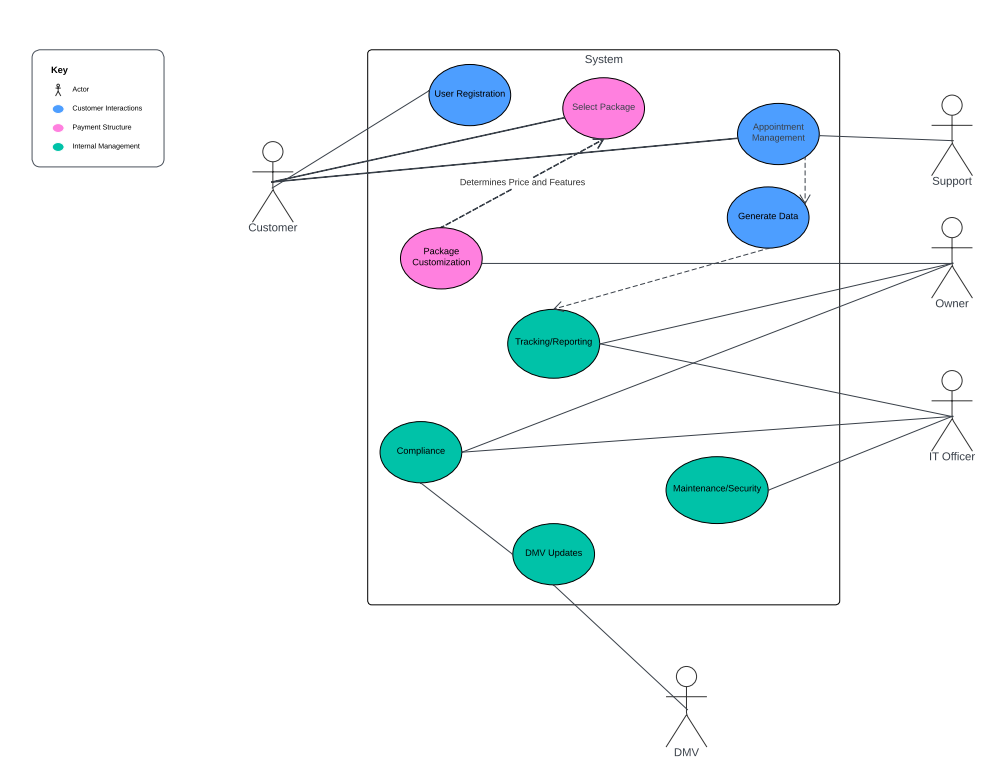 System
Key
Actor
Customer Interactions
Payment Structure
Internal Management
User Registration
Select Package
Appointment
Management
Support
Customer
Determines Price and Features
Generate Data
Package
Customization
Owner
Tracking/Reporting
Compliance
IT Officer
Maintenance/Security
DMV Updates
DMV